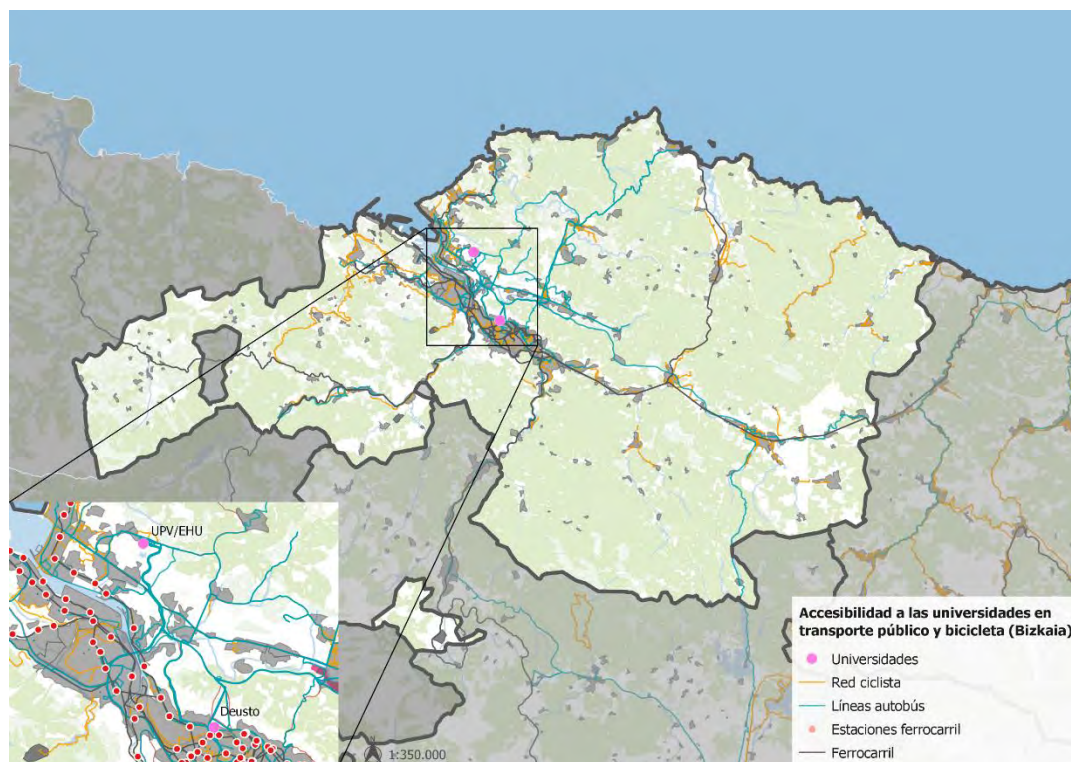 UPV/EHU
Deusto
N
1:350.000
Accesibilidad a las universidades en
transporte público y bicicleta (Bizkaia)
Universidades
Red ciclista
Líneas autobús
Estaciones ferrocarril
Ferrocarril